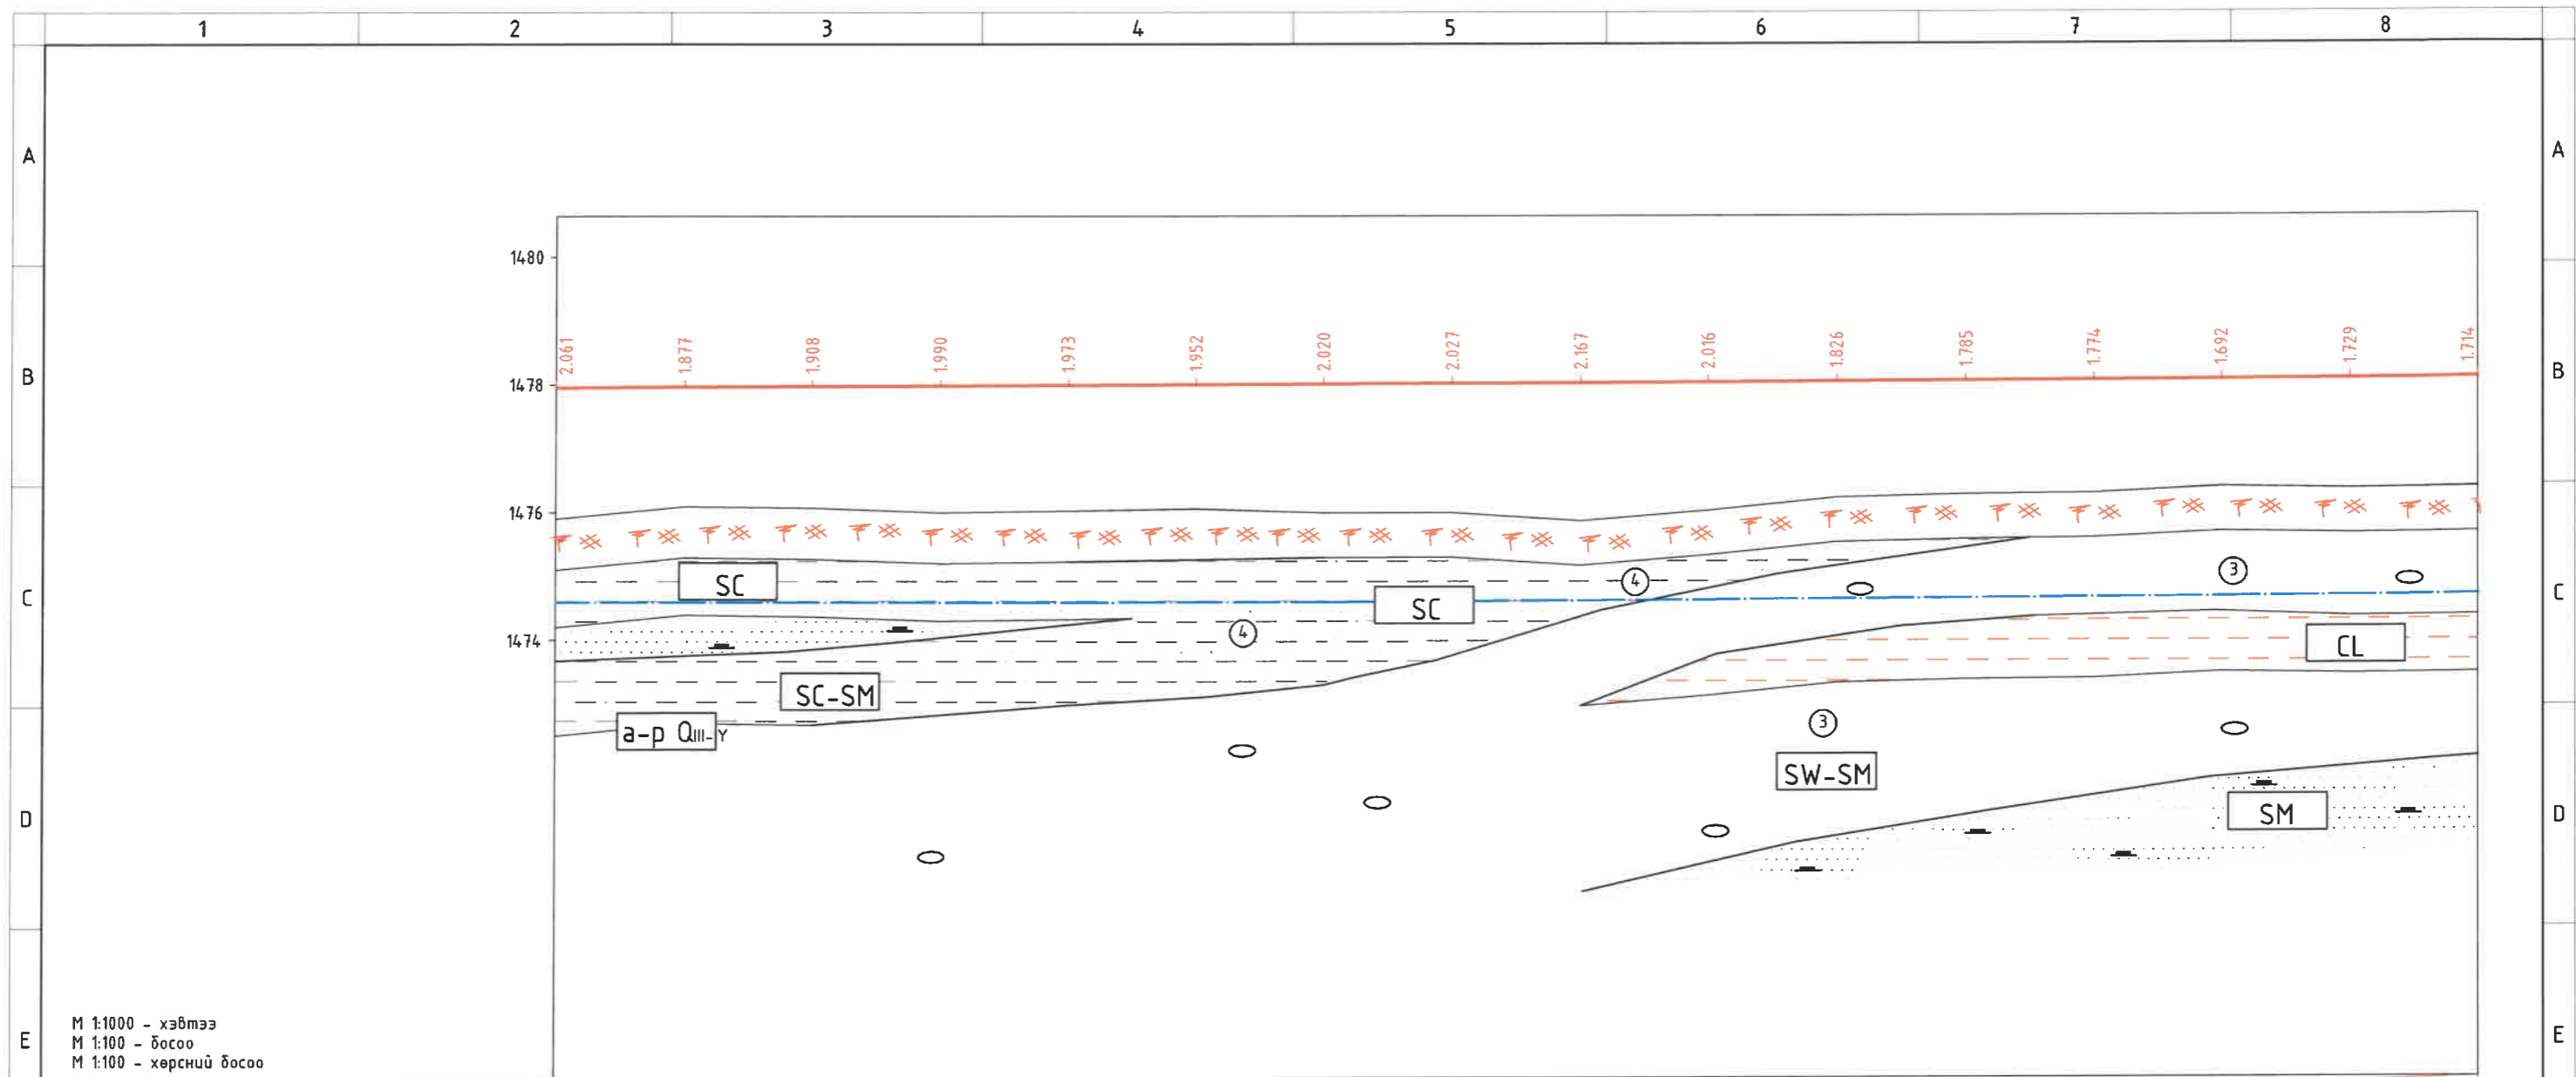 1 2 3 4 5 6 7 8
A A
1480
2.061 1.877 1.908 1.990 1.973 1.952 2.020 2.027 2.167 2.016 1.826 1.785 1.774 1.692 1.729 1.714
B 1478 B
1476
SC 4 3
C SC C
1474 4 CL
SC-SM
a-p QIII-Y 3
SW-SM
D SM D
M 1:1000 - хэвтээ
E M 1:100 - босоо E
M 1:100 - хөрсний босоо